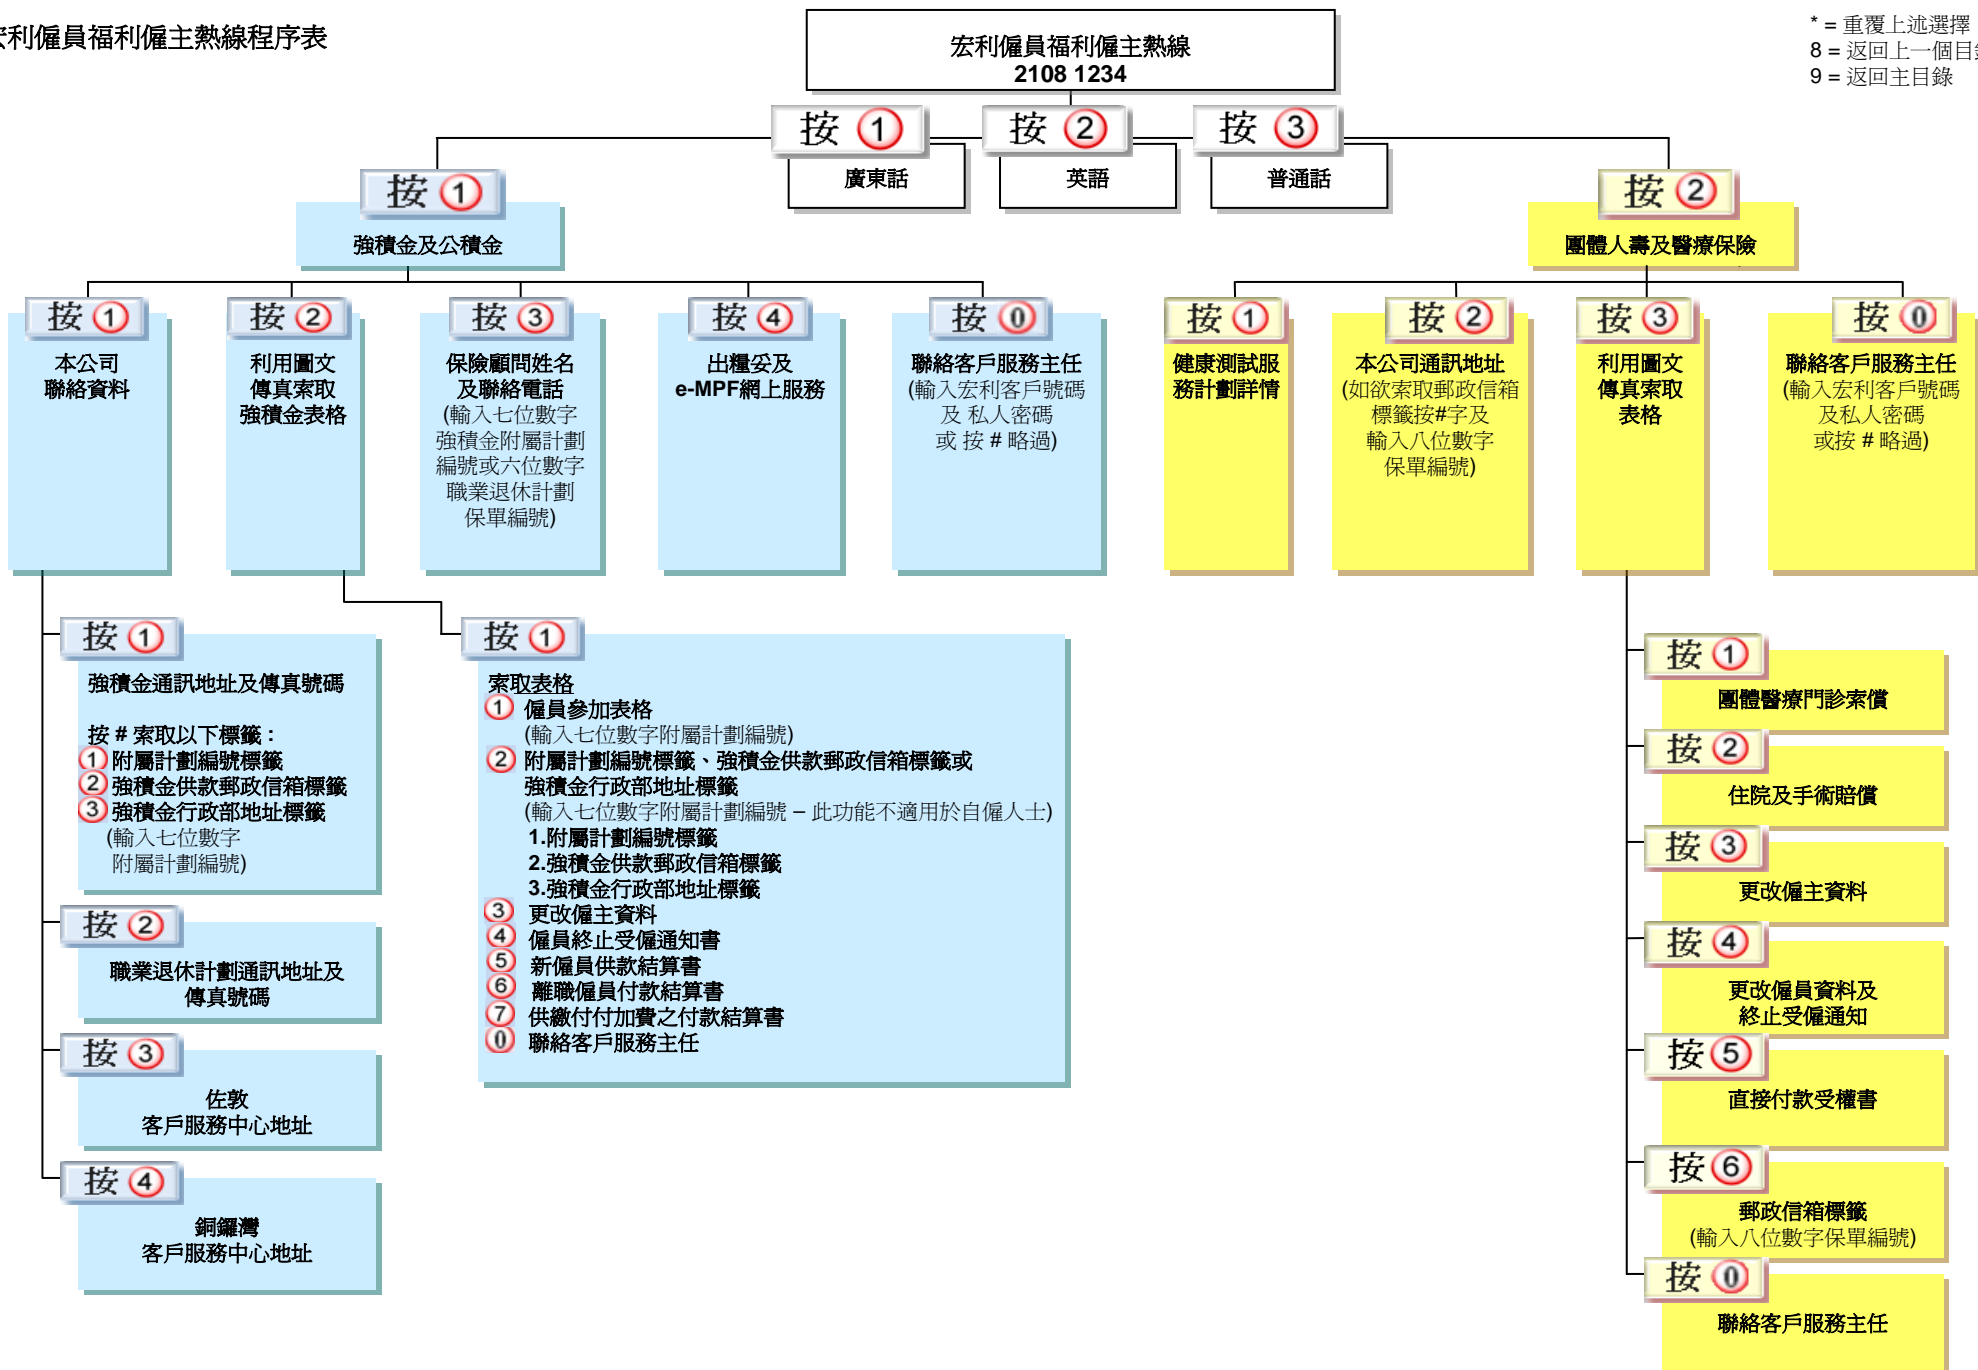 宏利僱員福利僱主熱線程序表
宏利僱員福利僱主熱線
2108 1234
* = 重覆上述選擇
8 = 返回上一個目錄
9 = 返回主目錄
按 1
廣東話
按 2
英語
按 3
普通話
按 1
強積金及公積金
按 2
團體人壽及醫療保險
按 1
本公司
聯絡資料
按 2
利用圖文
傳真索取
強積金表格
按 3
保險顧問姓名
及聯絡電話
(輸入七位數字
強積金附屬計劃
編號或六位數字
職業退休計劃
保單編號)
按 4
出糧妥及
e-MPF網上服務
按 0
聯絡客戶服務主任
(輸入宏利客戶號碼
及 私人密碼
或 按 # 略過)
按 1
健康測試服
務計劃詳情
按 2
本公司通訊地址
(如欲索取郵政信箱
標籤按#字及
輸入八位數字
保單編號)
按 3
利用圖文
傳真索取
表格
按 0
聯絡客戶服務主任
(輸入宏利客戶號碼
及私人密碼
或按 # 略過)
按 1
強積金通訊地址及傳真號碼
按 # 索取以下標籤 :
1 附屬計劃編號標籤
2 強積金供款郵政信箱標籤
3 強積金行政部地址標籤
(輸入七位數字
附屬計劃編號)
按 2
職業退休計劃通訊地址及
傳真號碼
按 3
佐敦
客戶服務中心地址
按 4
銅鑼灣
客戶服務中心地址
按 1
索取表格
1 僱員參加表格
(輸入七位數字附屬計劃編號)
2 附屬計劃編號標籤、強積金供款郵政信箱標籤或
強積金行政部地址標籤
(輸入七位數字附屬計劃編號 – 此功能不適用於自僱人士)
1.附屬計劃編號標籤
2.強積金供款郵政信箱標籤
3.強積金行政部地址標籤
3 更改僱主資料
4 僱員終止受僱通知書
5 新僱員供款結算書
6 離職僱員付款結算書
7 供繳付付加費之付款結算書
0 聯絡客戶服務主任
按 1
團體醫療門診索償
按 2
住院及手術賠償
按 3
更改僱主資料
按 4
更改僱員資料及
終止受僱通知
按 5
直接付款受權書
按 6
郵政信箱標籤
(輸入八位數字保單編號)
按 0
聯絡客戶服務主任